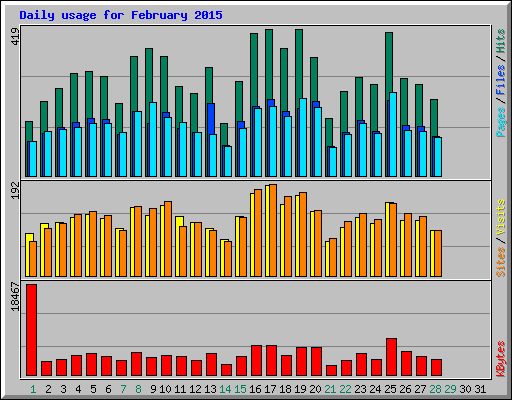 Daily usage for February 2015
419
Pages / Files / Hits
192
Sites / Visits
18467
KBytes
1 2 3 4 5 6 7 8 9 10 11 12 13 14 15 16 17 18 19 20 21 22 23 24 25 26 27 28 29 30 31